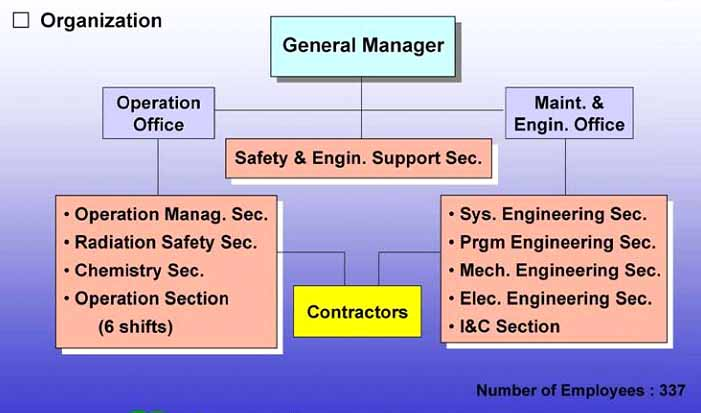 □ Organization
General Manager
Operation
Office
Maint. &
Engin. Office
Safety & Engin. Support Sec.
• Operation Manag. Sec.
• Radiation Safety Sec.
• Chemistry Sec.
• Operation Section
(6 shifts)
• Sys. Engineering Sec.
• Prgm Engineering Sec.
• Mech. Engineering Sec.
• Elec. Engineering Sec.
• I&C Section
Contractors
Number of Employees : 337